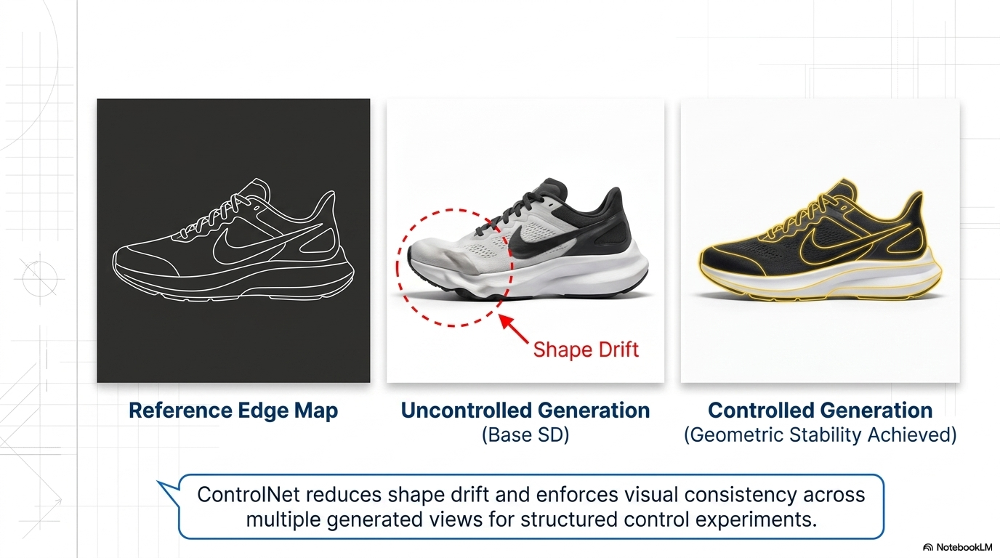 Shape Drift
Reference Edge Map
Uncontrolled Generation
(Base SD)
Controlled Generation
(Geometric Stability Achieved)
ControlNet reduces shape drift and enforces visual consistency across
multiple generated views for structured control experiments.
NotebookLM